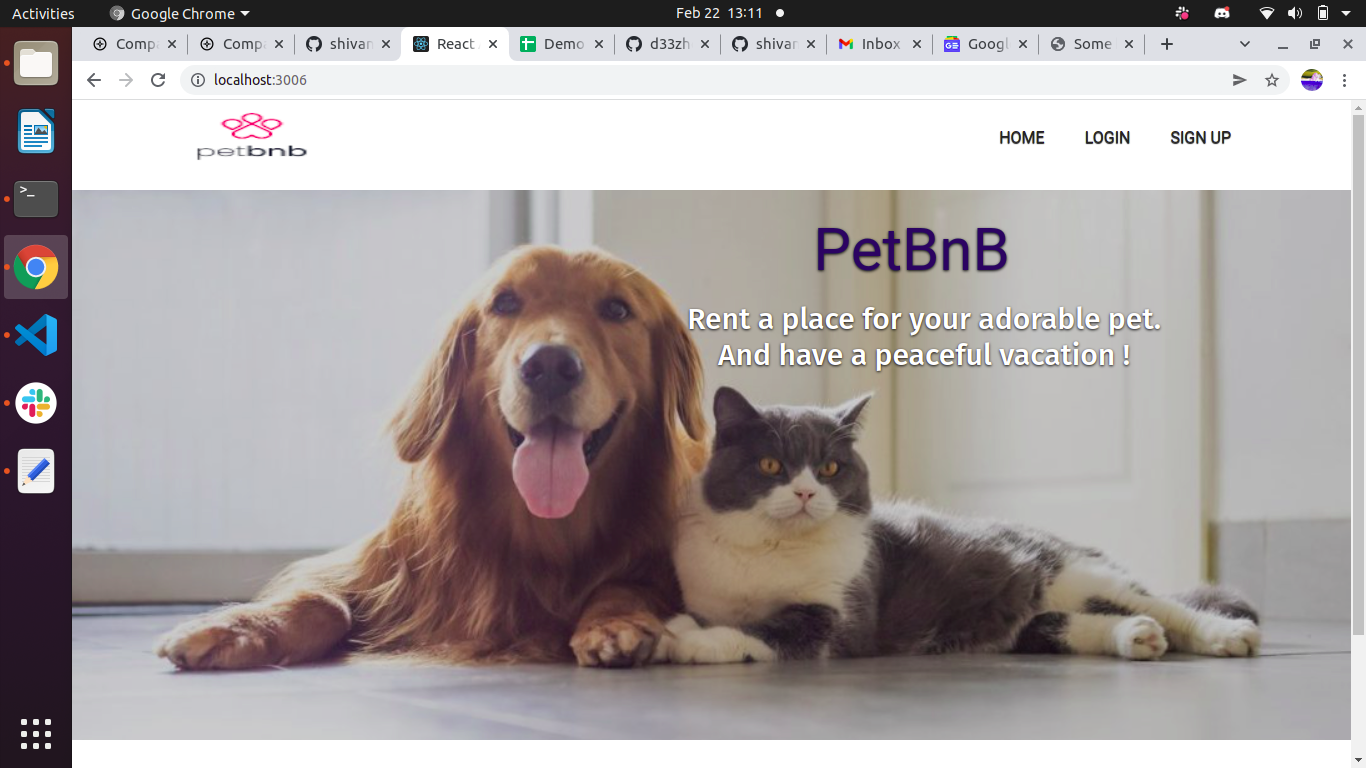 Activities
Google Chrome
Feb 22 13:11
Comp
Comp
shivan
React
Demo
d33zh
shivar
Inbox
Googl
Some
localhost:3006
petbnb
HOME
LOGIN
SIGN UP
PetBnB
Rent a place for your adorable pet.
And have a peaceful vacation !